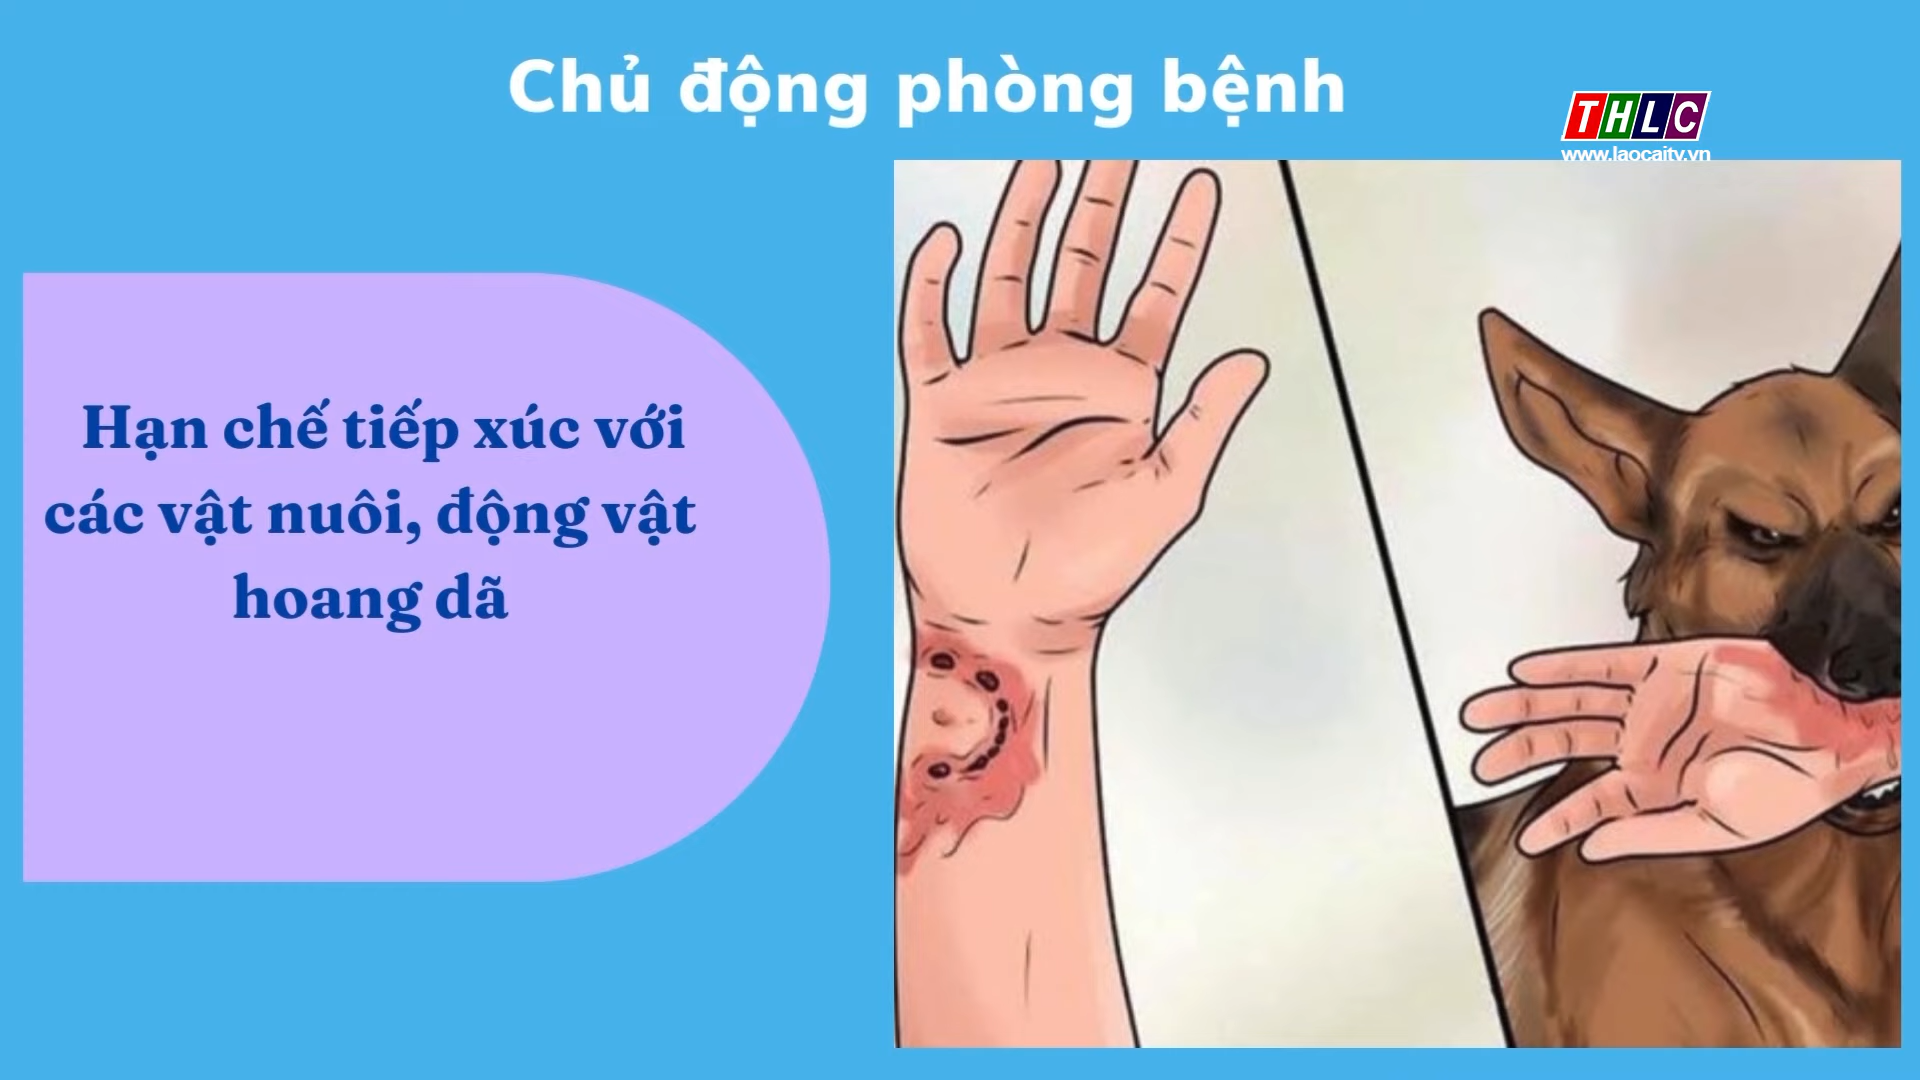 Chủ động phòng bệnh
THLC
www.laocaitv.vn
Hạn chế tiếp xúc với
các vật nuôi, động vật
hoang dã